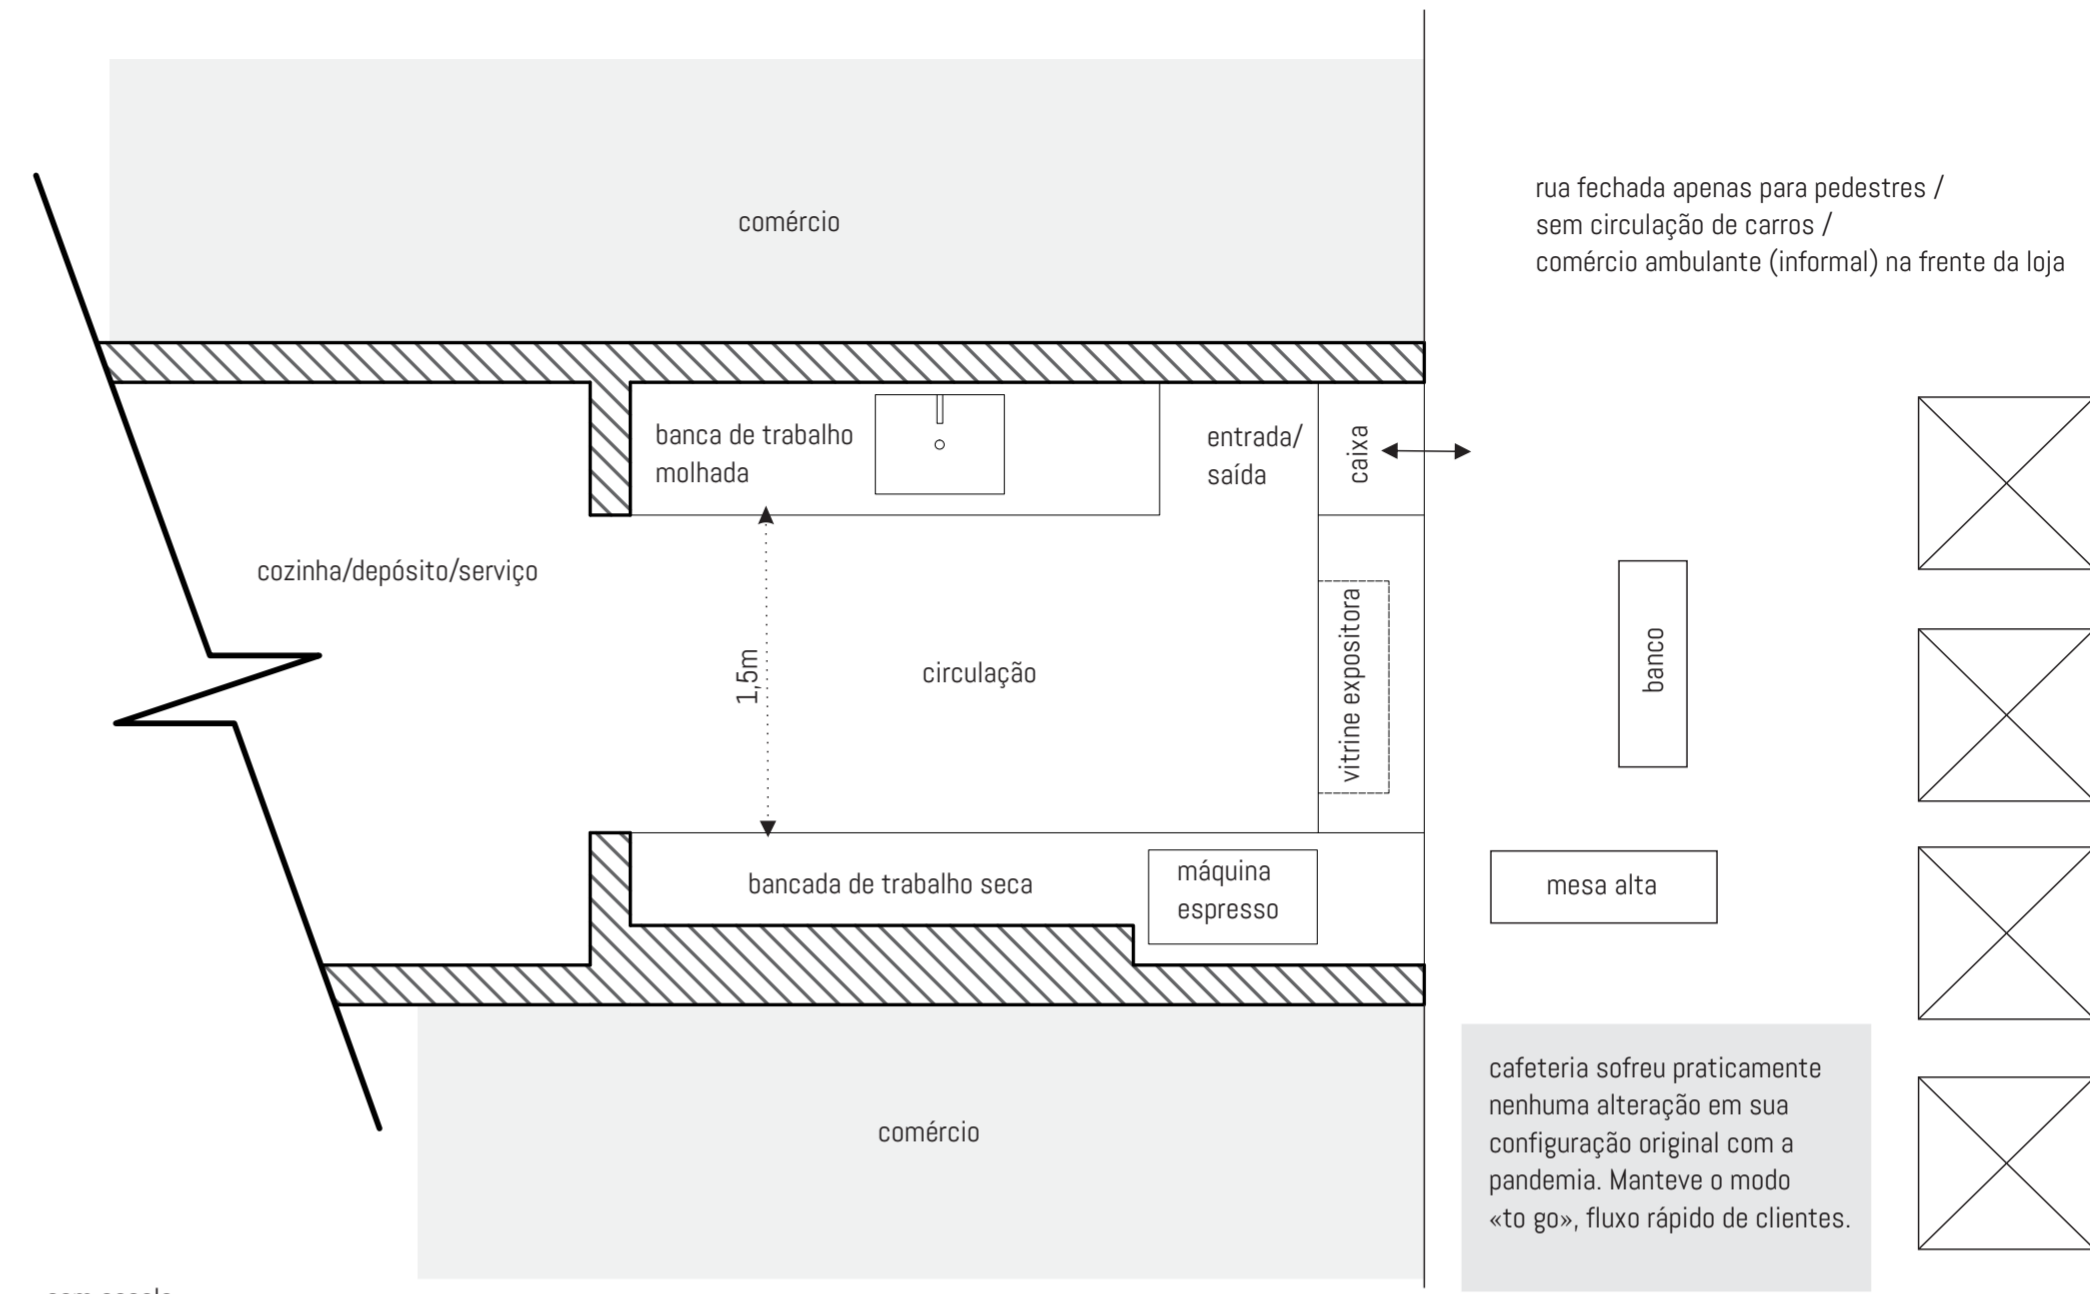 comércio
rua fechada apenas para pedestres /
sem circulação de carros /
comércio ambulante (informal) na frente da loja
banca de trabalho
molhada
entrada/
saída
caixa
cozinha/depósito/serviço
1,5m
circulação
vitrine expositora
banco
bancada de trabalho seca
máquina
espresso
mesa alta
comércio
cafeteria sofreu praticamente
nenhuma alteração em sua
configuração original com a
pandemia. Manteve o modo
«to go», fluxo rápido de clientes.